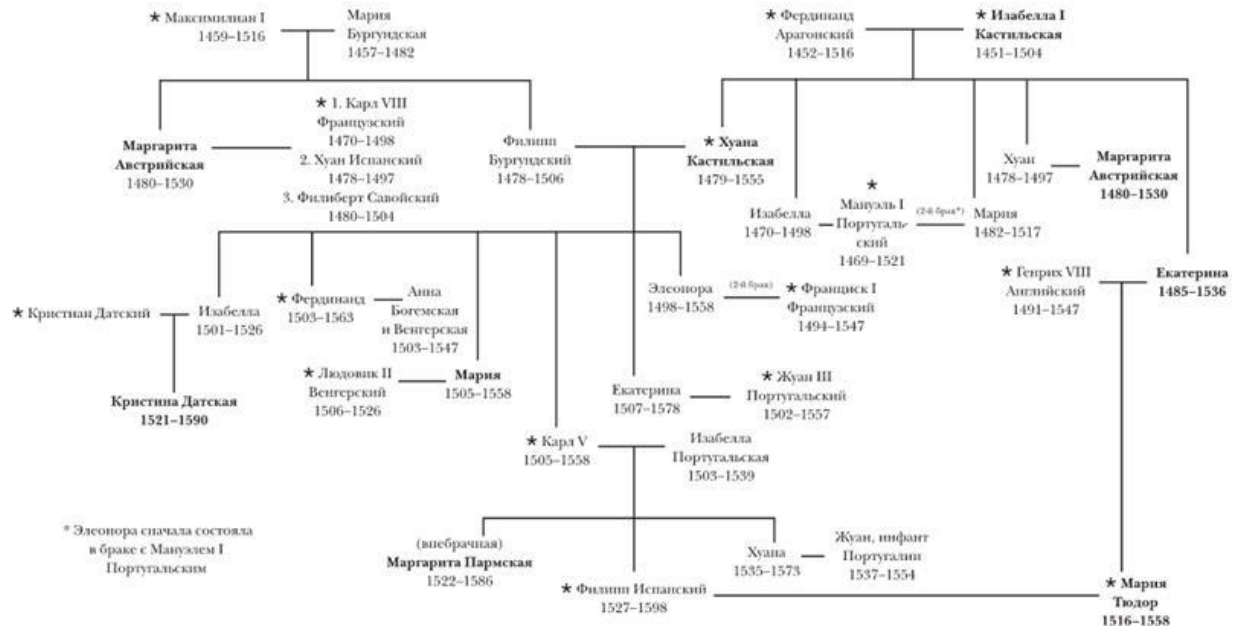 ★ Максимилиан I
1459–1516
Мария
Бургундская
1457–1482
★ Фердинанд
Арагонский
1452–1516
★ Изабелла I
Кастильская
1451–1504
Маргарита
Австрийская
1480–1530
★ 1. Карл VIII
Французский
1470–1498
2. Хуан Испанский
1478–1497
3. Филиберт Савойский
1480–1504
Филипп
Бургундский
1478–1506
★ Хуана
Кастильская
1479–1555
Хуан
1478–1497
Маргарита
Австрийская
1480–1530
Изабелла
1470–1498
★
Мануэль I
Португаль-
ский
1469–1521
(2-й брак*)
Мария
1482–1517
★ Генрих VIII
Английский
1491–1547
Екатерина
1485–1536
★ Кристиан Датский
Изабелла
1501–1526
★ Фердинанд
1503–1563
Анна
Богемская
и Венгерская
1503–1547
Элеонора
1498–1558
(2-й брак)
★ Франциск I
Французский
1494–1547
Кристина Датская
1521–1590
★ Людовик II
Венгерский
1506–1526
Мария
1505–1558
Екатерина
1507–1578
★ Жуан III
Португальский
1502–1557
★ Карл V
1505–1558
Изабелла
Португальская
1503–1539
* Элеонора сначала состояла
в браке с Мануэлем I
Португальским
(внебрачная)
Маргарита Пармская
1522–1586
★ Филипп Испанский
1527–1598
Хуана
1535–1573
Жуан, инфант
Португалии
1537–1554
★ Мария
Тюдор
1516–1558